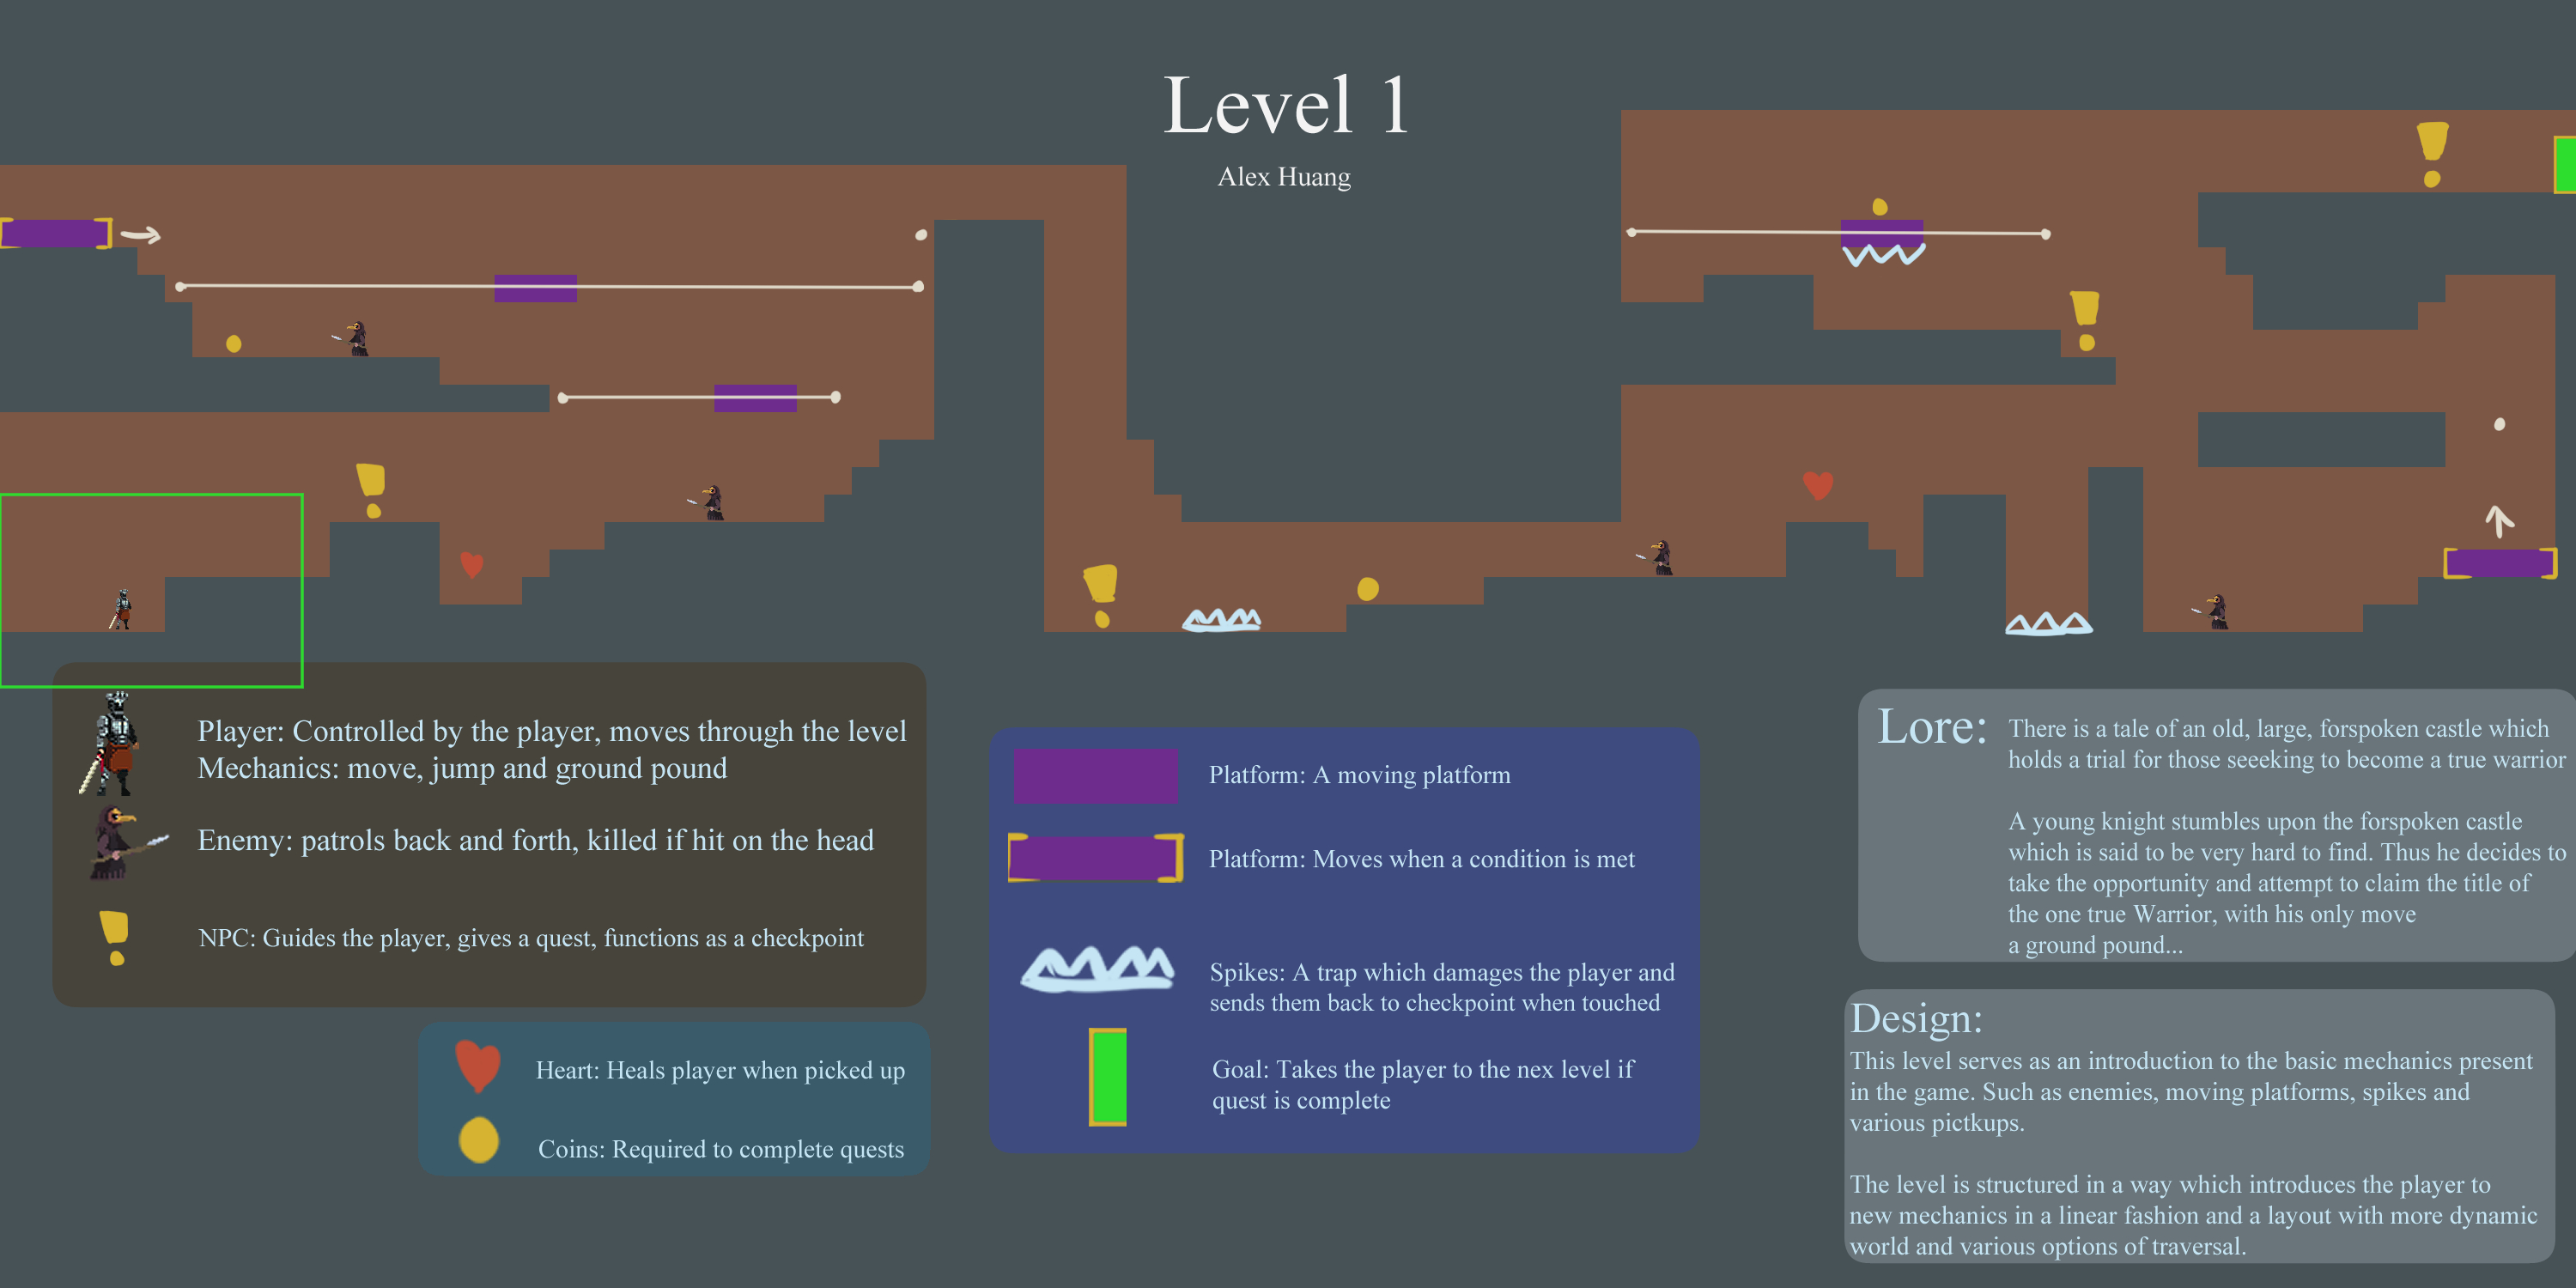 Level 1
Alex Huang
Player: Controlled by the player, moves through the level
Mechanics: move, jump and ground pound
Enemy: patrols back and forth, killed if hit on the head
NPC: Guides the player, gives a quest, functions as a checkpoint
Heart: Heals player when picked up
Coins: Required to complete quests
Platform: A moving platform
Platform: Moves when a condition is met
Spikes: A trap which damages the player and
sends them back to checkpoint when touched
Goal: Takes the player to the nex level if
quest is complete
Lore:
There is a tale of an old, large, forspoken castle which
holds a trial for those seeeking to become a true warrior
A young knight stumbles upon the forspoken castle
which is said to be very hard to find. Thus he decides to
take the opportunity and attempt to claim the title of
the one true Warrior, with his only move
a ground pound...
Design:
This level serves as an introduction to the basic mechanics present
in the game. Such as enemies, moving platforms, spikes and
various pictkups.
The level is structured in a way which introduces the player to
new mechanics in a linear fashion and a layout with more dynamic
world and various options of traversal.